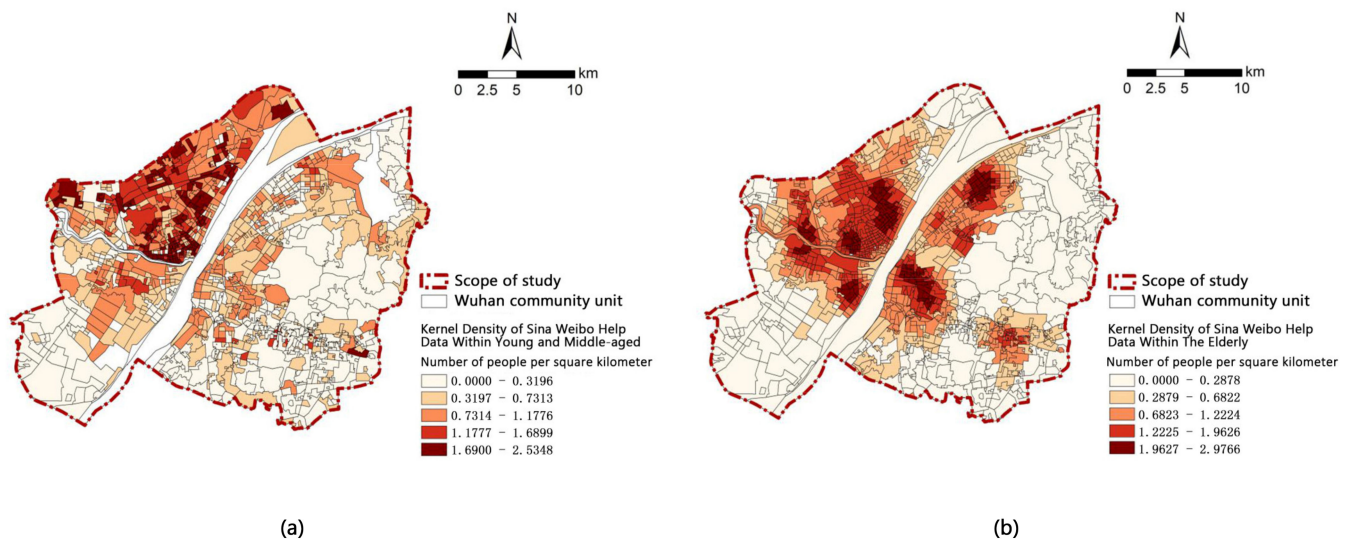 N
km
0 2.5 5 10
Scope of study
Wuhan community unit
Kernel Density of Sina Weibo Help
Data Within Young and Middle-aged
Number of people per square kilometer
0.0000 - 0.3196
0.3197 - 0.7313
0.7314 - 1.1776
1.1777 - 1.6899
1.6900 - 2.5348
(a)
N
km
0 2.5 5 10
Scope of study
Wuhan community unit
Kernel Density of Sina Weibo Help
Data Within The Elderly
Number of people per square kilometer
0.0000 - 0.2878
0.2879 - 0.6822
0.6823 - 1.2224
1.2225 - 1.9626
1.9627 - 2.9766
(b)